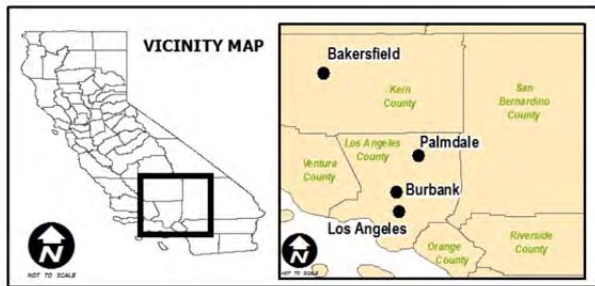 VICINITY MAP
N
NOT TO SCALE
Bakersfield
Kern
County
San
Bernardino
County
Los Angeles
County
Palmdale
Ventura
County
Burbank
Los Angeles
Orange
County
Riverside
County
N
NOT TO SCALE